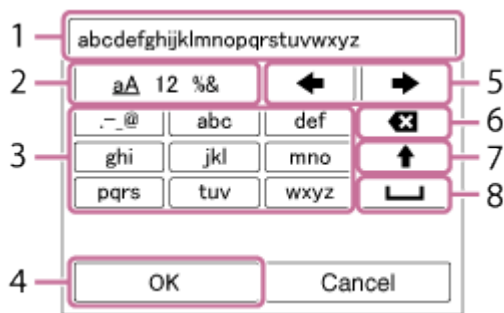 1 abcdefghijklmnopqrstuvwxyz
2 aA 12 %& 5
.-_@ abc def 6
3 ghi jkl mno 7
pqrs tuv wxyz 8
4 OK Cancel